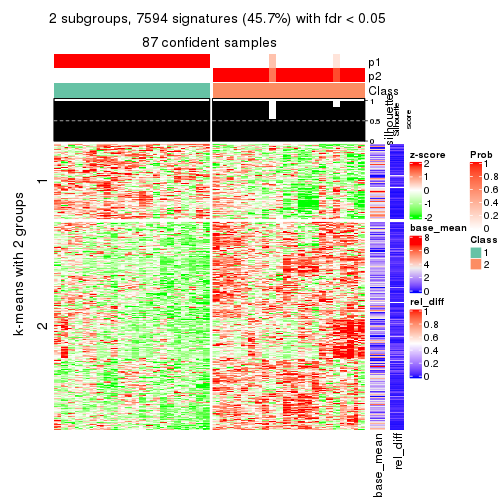 2 subgroups, 7594 signatures (45.7%) with fdr < 0.05
87 confident samples
p1
p2
Class
silhouette
Silhouette
score
1
0.5
0
k-means with 2 groups
1
2
base_mean
rel_diff
z-score
2
1
0
-1
-2
base_mean
8
6
4
2
0
rel_diff
1
0.8
0.6
0.4
0.2
0
Prob
1
0.8
0.6
0.4
0.2
0
Class
1
2